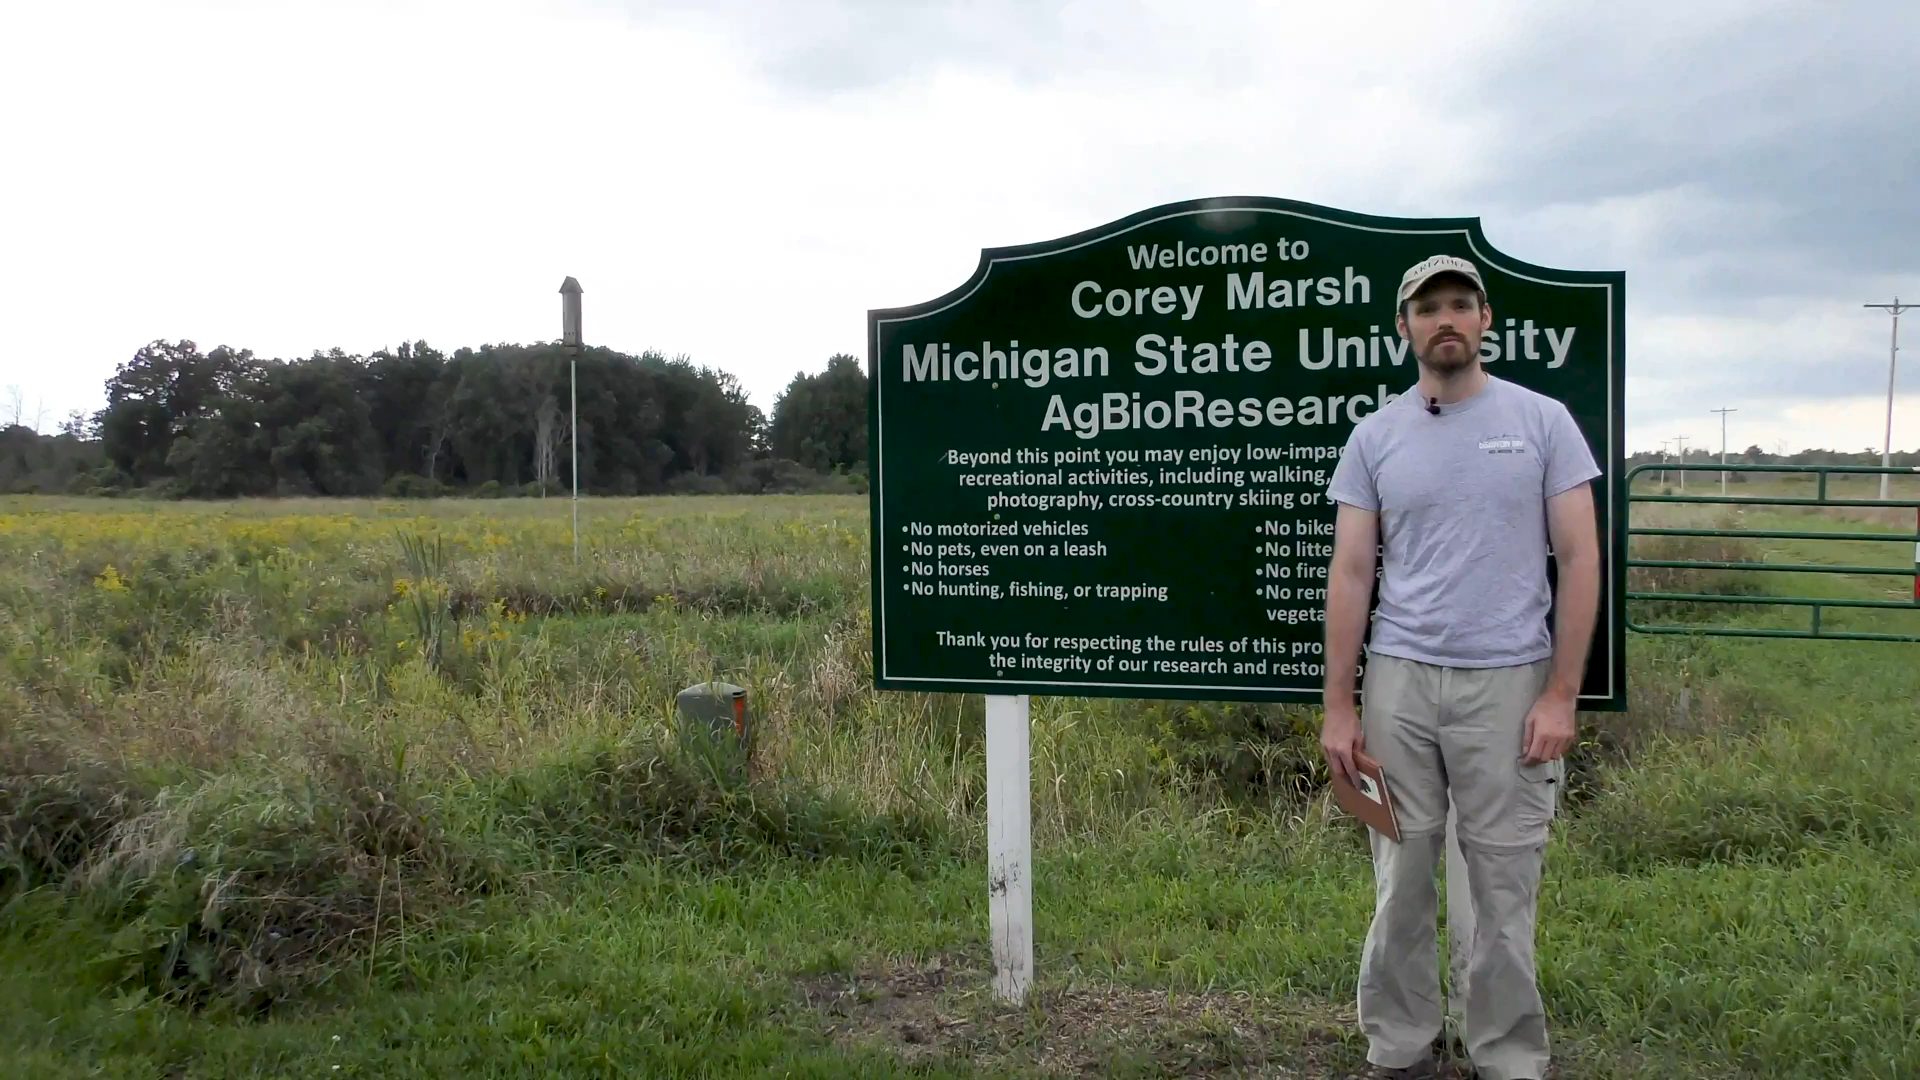 Welcome to
Corey Marsh
Michigan State Univ sity
AgBioResearch
Beyond this point you may enjoy low-impac
recreational activities, including walking,
photography, cross-country skiing or s
•No motorized vehicles
•No pets, even on a leash
•No horses
•No hunting, fishing, or trapping
•No bike
•No litte
•No fire
•No rem
vegeta
Thank you for respecting the rules of this pro
the integrity of our research and restor